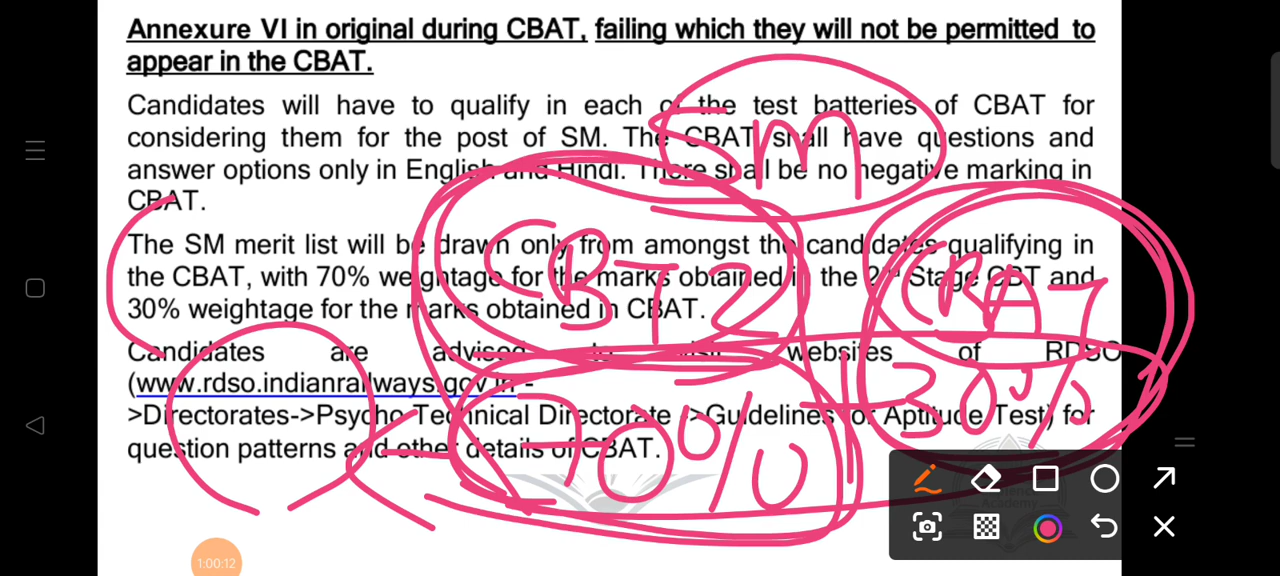 Annexure VI in original during CBAT, failing which they will not be permitted to
appear in the CBAT.
Candidates will have to qualify in each of the test batteries of CBAT for
considering them for the post of SM. The CBAT shall have questions and
answer options only in English and Hindi. There shall be no negative marking in
CBAT.
SM
The SM merit list will be drawn only from amongst the candidates qualifying in
the CBAT, with 70% weightage for the marks obtained in the 2nd Stage CBT and
30% weightage for the marks obtained in CBAT.
CBT2
CBAT
Candidates are advised to visit websites of RDSO
(www.rdso.indianrailways.gov.in -
>Directorates->Psycho Technical Directorate ->Guidelines for Aptitude Test) for
question patterns and other details of CBAT.
70%
30%
Academy
1:00:12